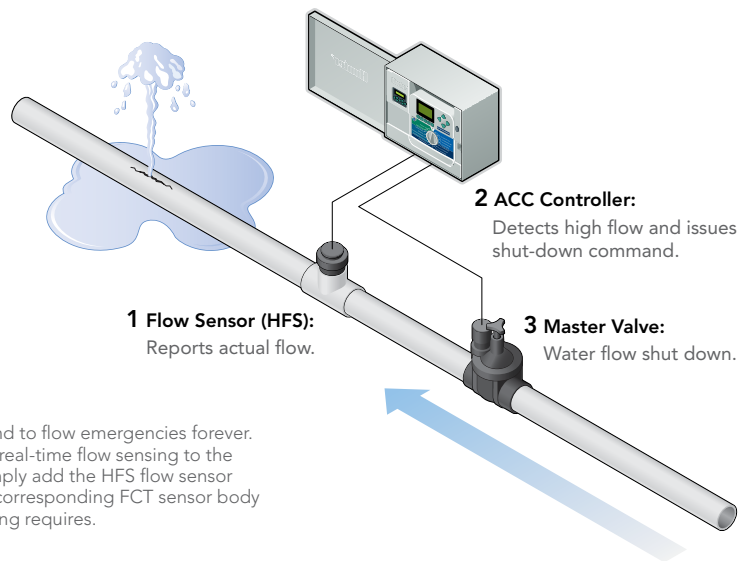 2 ACC Controller:
Detects high flow and issues
shut-down command.
1 Flow Sensor (HFS):
Reports actual flow.
3 Master Valve:
Water flow shut down.
nd to flow emergencies forever.
real-time flow sensing to the
ply add the HFS flow sensor
corresponding FCT sensor body
ng requires.